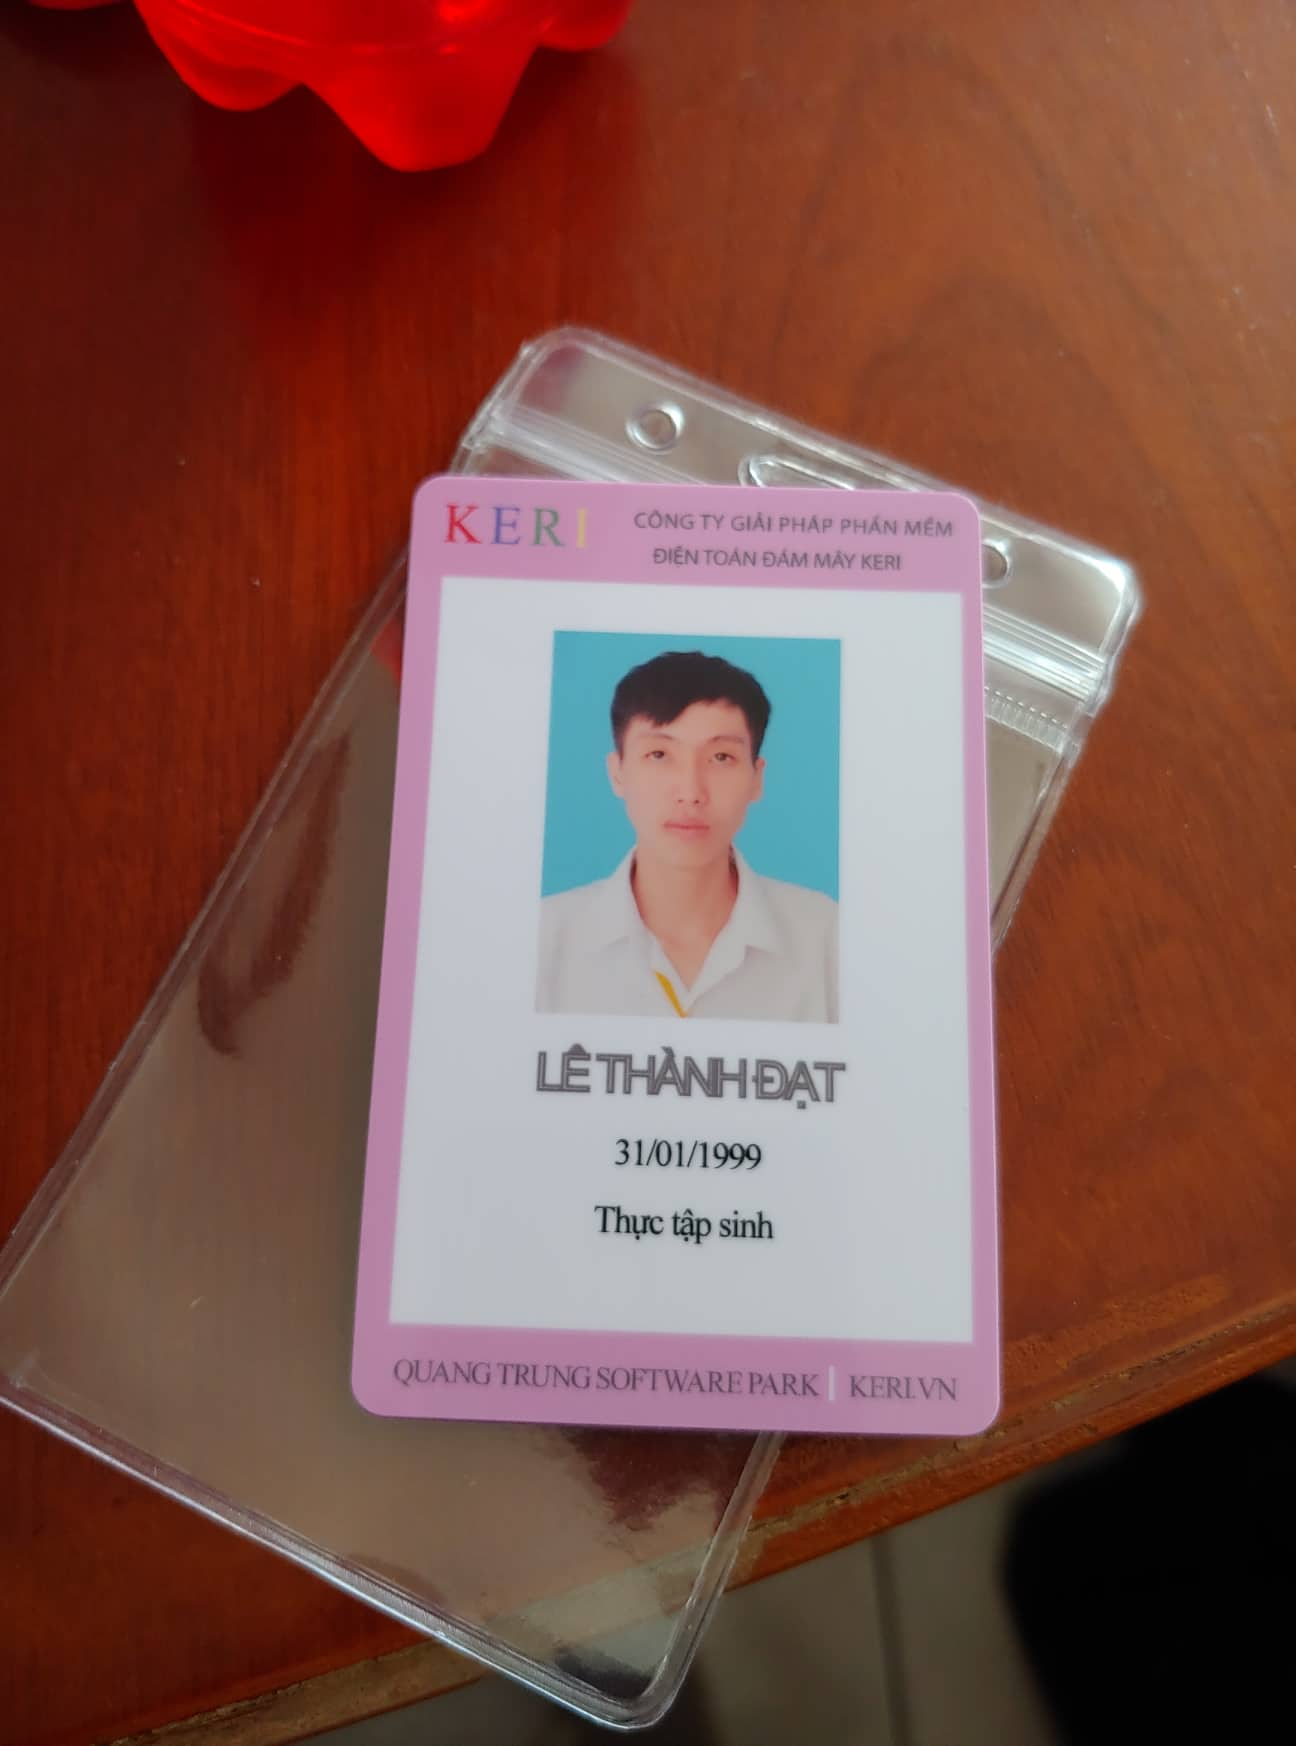 KERI
CÔNG TY GIẢI PHÁP PHẦN MỀM
ĐIỆN TOÁN ĐÁM MÂY KERI
LÊ THÀNH ĐẠT
31/01/1999
Thực tập sinh
QUANG TRUNG SOFTWARE PARK | KERI.VN